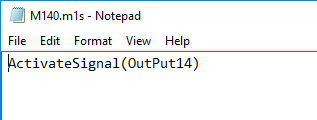 M140.m1s - Notepad
File Edit Format View Help
ActivateSignal(OutPut14)